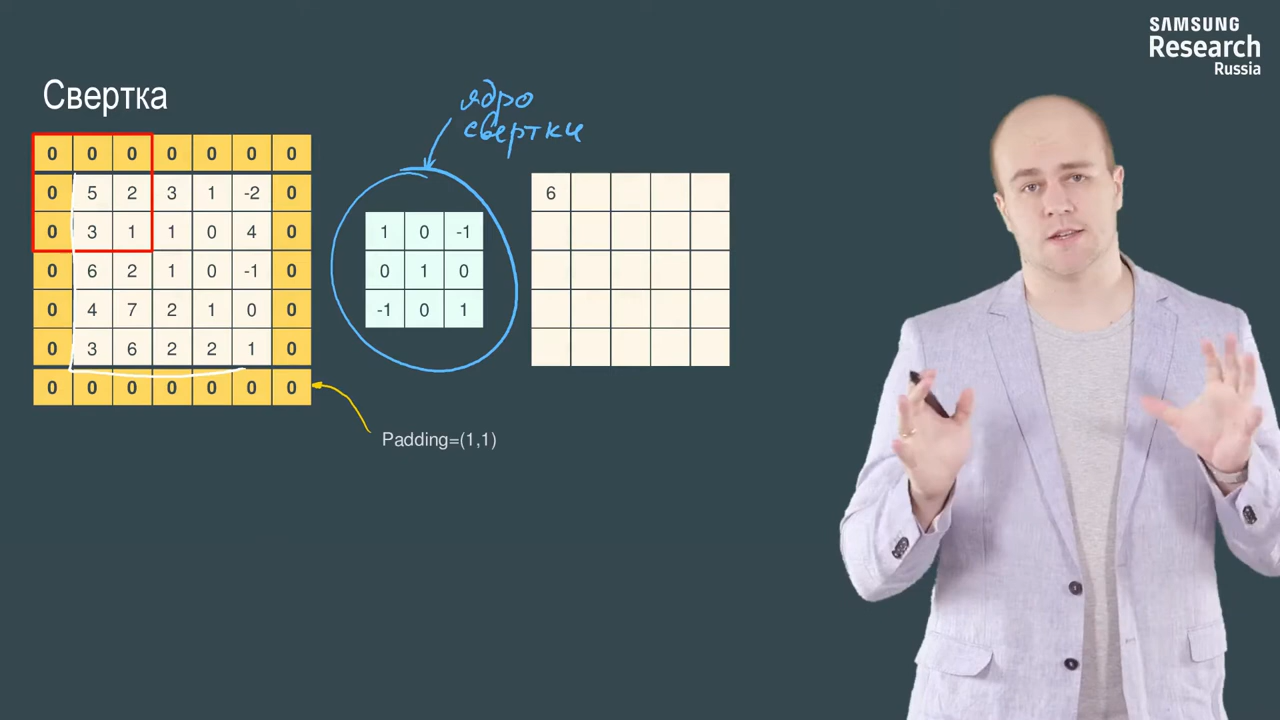 SAMSUNG
Research
Russia
Свертка
ядро
свертки
0 0 0 0 0 0 0
0 5 2 3 1 -2 0
0 3 1 1 0 4 0
0 6 2 1 0 -1 0
0 4 7 2 1 0 0
0 3 6 2 2 1 0
0 0 0 0 0 0 0
1 0 -1
0 1 0
-1 0 1
6
Padding=(1,1)